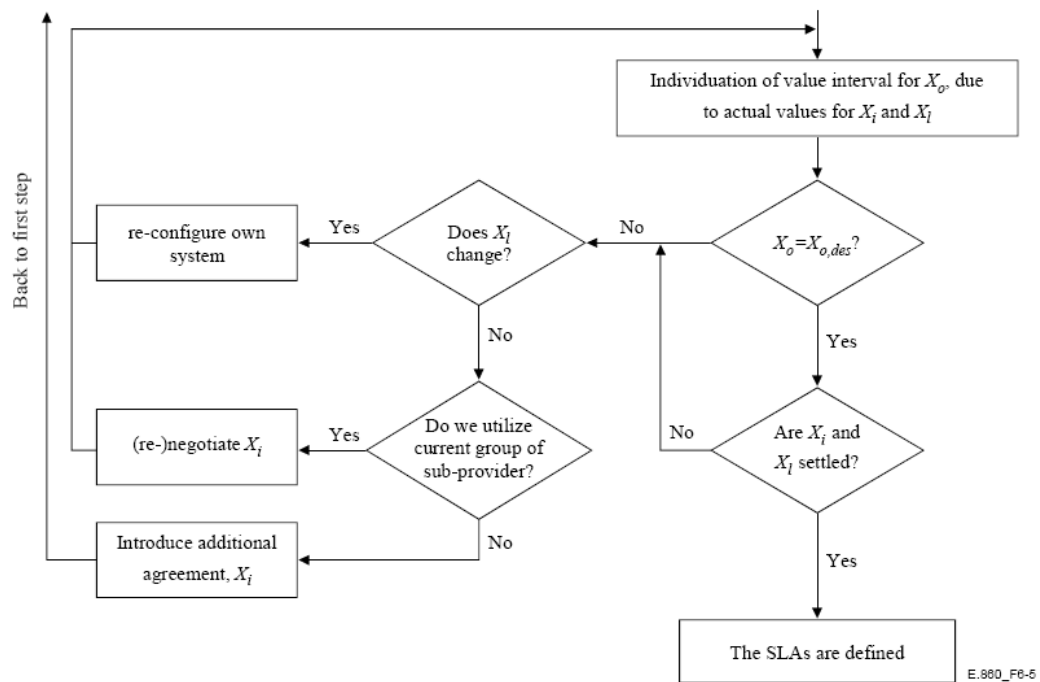 Individuation of value interval for Xo, due
to actual values for Xi and Xl
Back to first step
re-configure own
system
Yes
Does Xl
change?
No
Xo=Xo,des?
No
Yes
(re-)negotiate Xi
Yes
Do we utilize
current group of
sub-provider?
No
Are Xi and
Xl settled?
Introduce additional
agreement, Xi
No
Yes
The SLAs are defined
E.860_F6-5